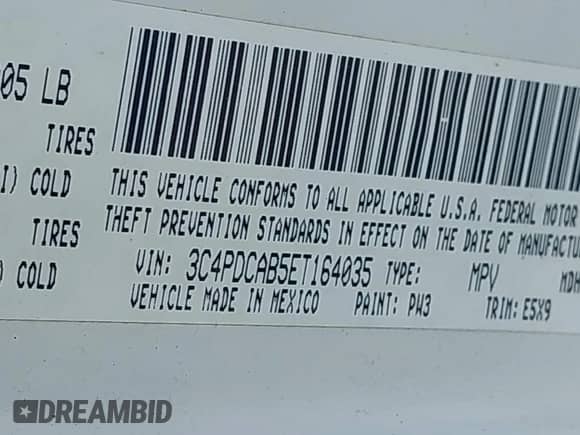 05 LB
TIRES
COLD
TIRES
COLD
THIS VEHICLE CONFORMS TO ALL APPLICABLE U.S.A. FEDERAL MOTOR
THEFT PREVENTION STANDARDS IN EFFECT ON THE DATE OF MANUFACTU
VIN: 3C4PDCAB5ET164035 TYPE: MPV MDH
VEHICLE MADE IN MEXICO PAINT: PW3 TRIM: E5X9
DREAMBID